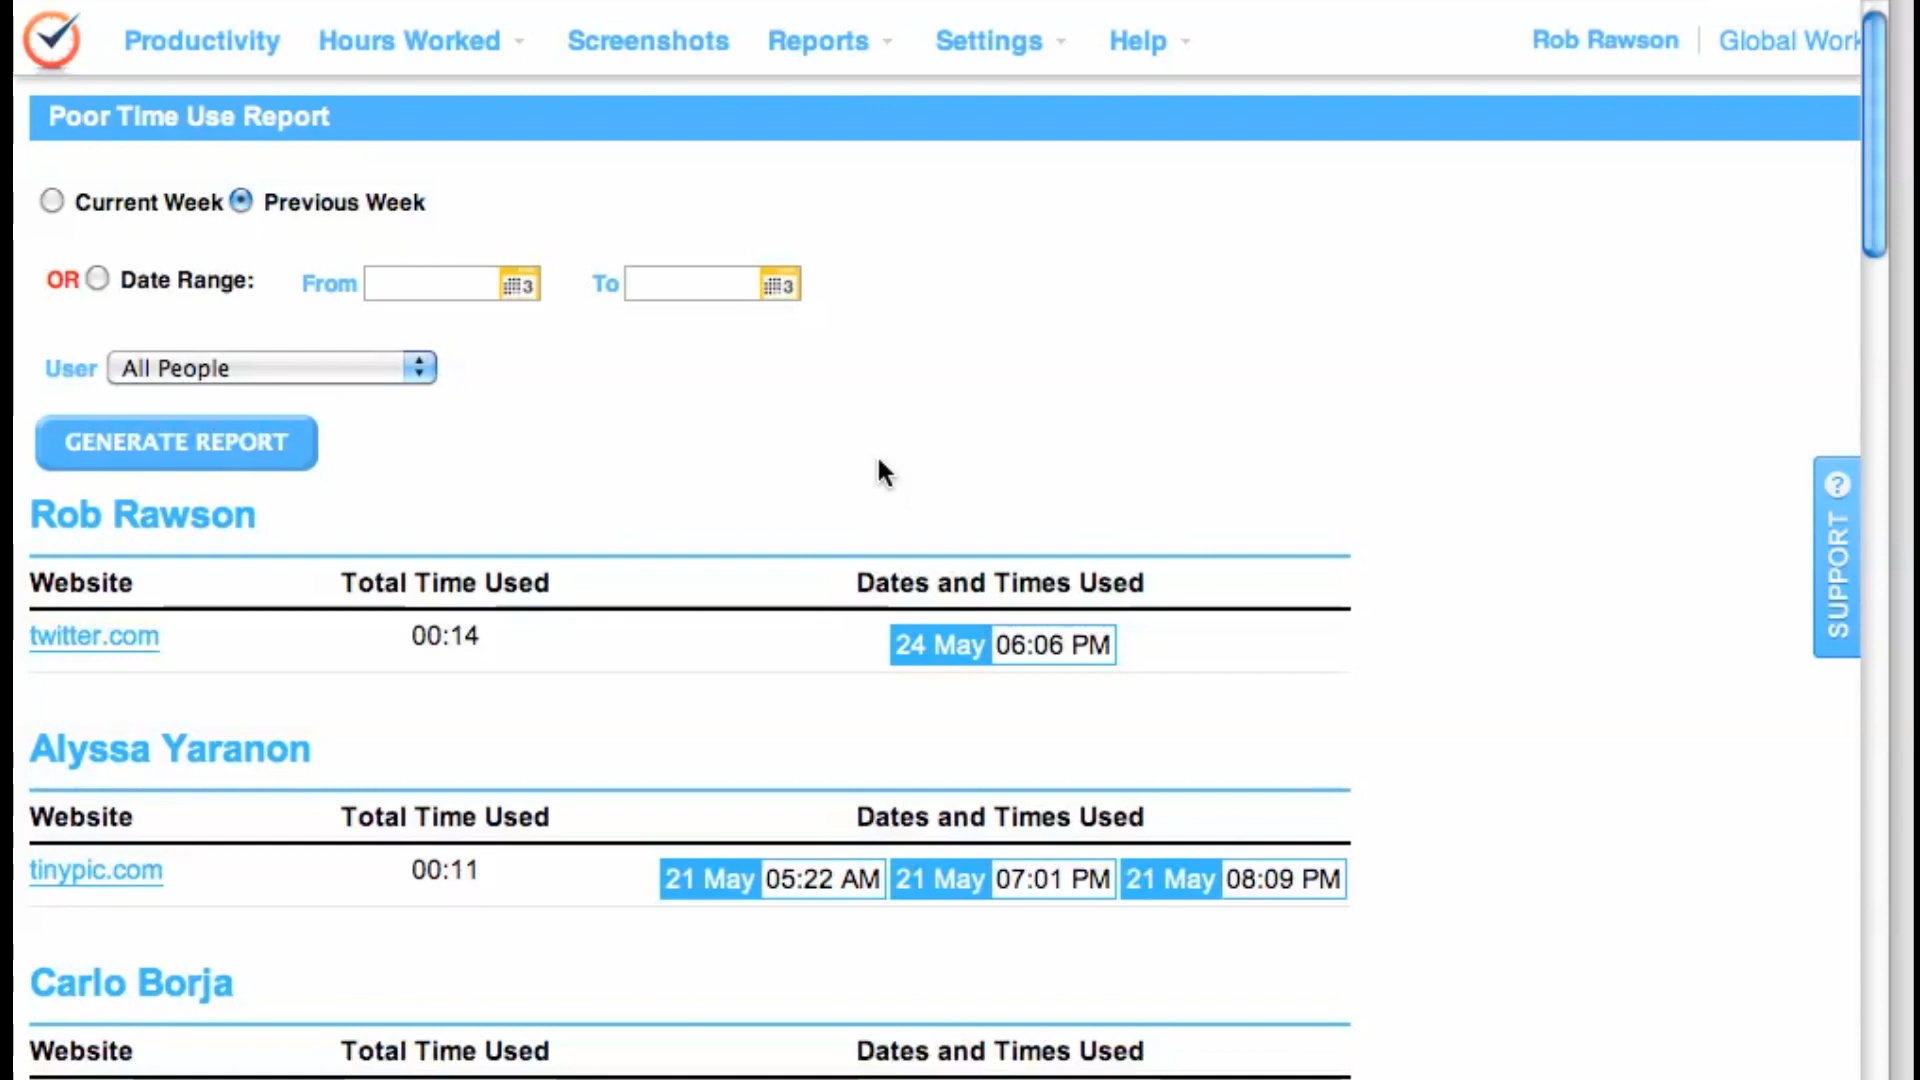 Productivity Hours Worked Screenshots Reports Settings Help Rob Rawson Global Work
Poor Time Use Report
Current Week Previous Week
OR Date Range: From 3 To 3
User All People
GENERATE REPORT
? SUPPORT
Rob Rawson
Website Total Time Used Dates and Times Used
twitter.com 00:14 24 May 06:06 PM
Alyssa Yaranon
Website Total Time Used Dates and Times Used
tinypic.com 00:11 21 May 05:22 AM 21 May 07:01 PM 21 May 08:09 PM
Carlo Borja
Website Total Time Used Dates and Times Used